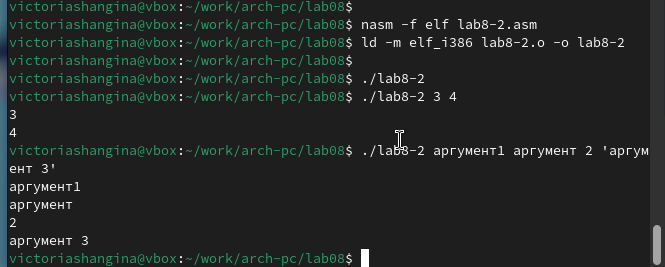 victoriashangina@vbox:~/work/arch-pc/lab08$
victoriashangina@vbox:~/work/arch-pc/lab08$ nasm -f elf lab8-2.asm
victoriashangina@vbox:~/work/arch-pc/lab08$ ld -m elf_i386 lab8-2.o -o lab8-2
victoriashangina@vbox:~/work/arch-pc/lab08$
victoriashangina@vbox:~/work/arch-pc/lab08$ ./lab8-2
victoriashangina@vbox:~/work/arch-pc/lab08$ ./lab8-2 3 4
3
4
victoriashangina@vbox:~/work/arch-pc/lab08$ ./lab8-2 аргумент1 аргумент 2 'аргум
ент 3'
аргумент1
аргумент
2
аргумент 3
victoriashangina@vbox:~/work/arch-pc/lab08$